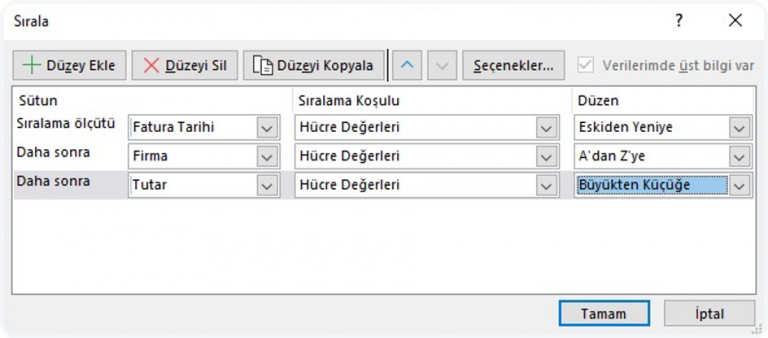 Sırala ?
Düzey Ekle Düzeyi Sil Düzeyi Kopyala Seçenekler... Verilerimde üst bilgi var
Sütun Sıralama Koşulu Düzen
Sıralama ölçütü Fatura Tarihi Hücre Değerleri Eskiden Yeniye
Daha sonra Firma Hücre Değerleri A'dan Z'ye
Daha sonra Tutar Hücre Değerleri Büyükten Küçüğe
Tamam İptal